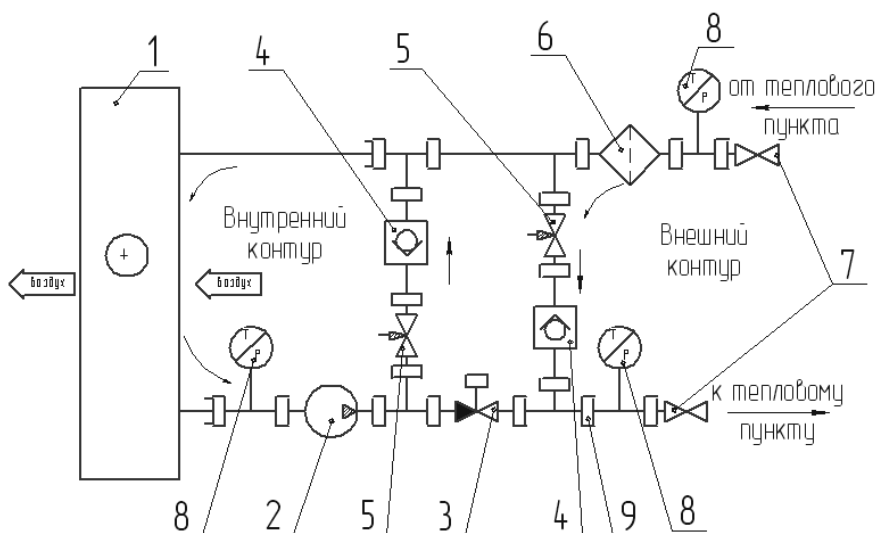 1
4
5
6
8
Т
Р
от теплового
пункта
Внутренний
контур
Внешний
контур
7
+
воздух
воздух
Т
Р
Т
Р
к тепловому
пункту
8
2
5
3
4
9
8